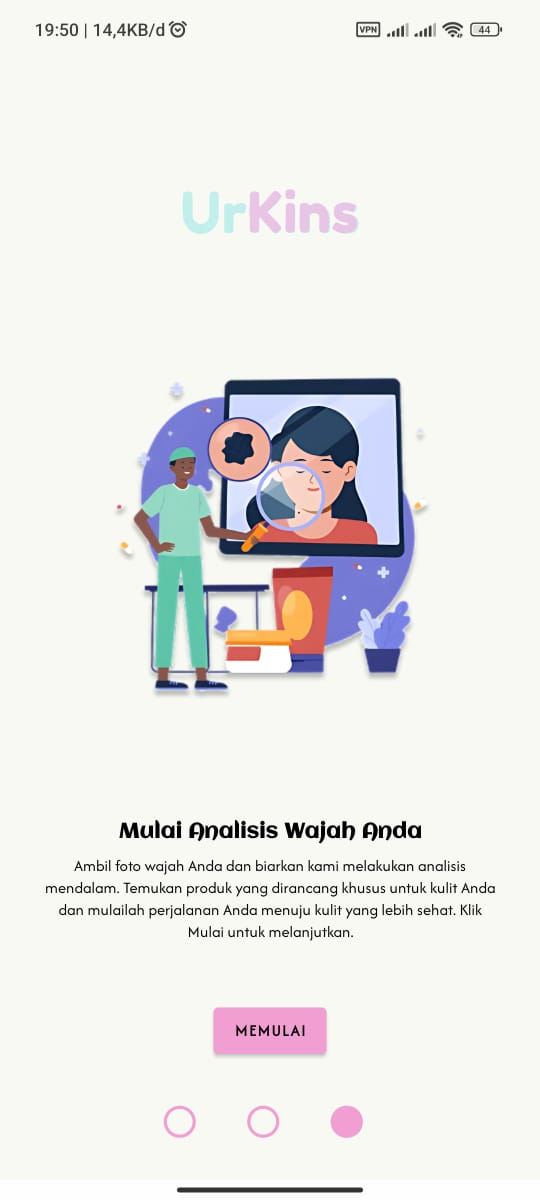 19:50 | 14,4KB/d
VPN
44
UrKins
Mulai Analisis Wajah Anda
Ambil foto wajah Anda dan biarkan kami melakukan analisis
mendalam. Temukan produk yang dirancang khusus untuk kulit Anda
dan mulailah perjalanan Anda menuju kulit yang lebih sehat. Klik
Mulai untuk melanjutkan.
MEMULAI